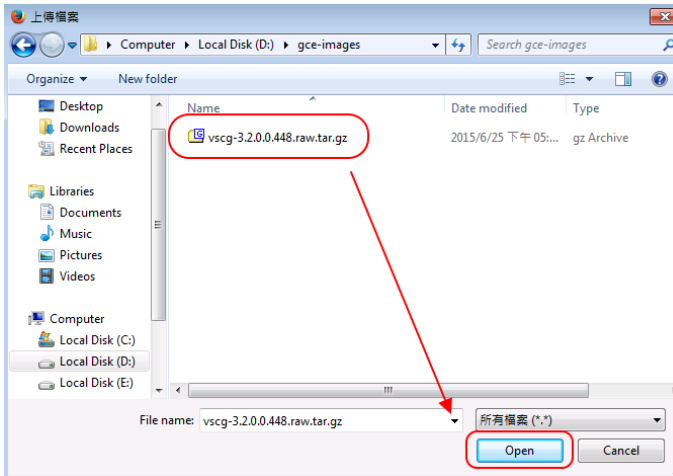 上傳檔案
Computer Local Disk (D:) gce-images Search gce-images
Organize New folder
Name Date modified Type
vscg-3.2.0.0.448.raw.tar.gz 2015/6/25 下午 05:... gz Archive
Desktop
Downloads
Recent Places
Libraries
Documents
Music
Pictures
Videos
Computer
Local Disk (C:)
Local Disk (D:)
Local Disk (E:)
File name: vscg-3.2.0.0.448.raw.tar.gz 所有檔案 (*.*)
Open Cancel